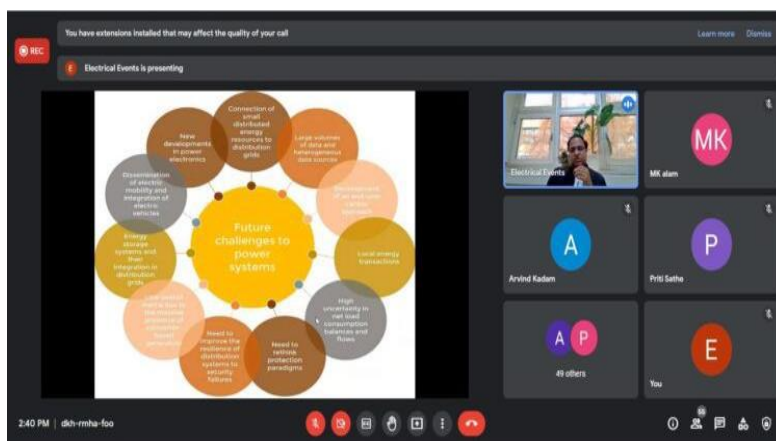 You have extensions installed that may affect the quality of your call
Learn more
Dismiss
REC
E
Electrical Events is presenting
Connection of
small
distributed
energy
resources to
distribution
grids
New
developments
in power
electronics
Large volumes
of data and
heterogeneous
data sources
Dissemination
of electric
mobility and
integration of
electric
vehicles
Future
challenges to
power
systems
Local energy
transactions
Energy
storage
systems and
their
integration in
distribution
grids
High
uncertainty in
net load
consumption
balances and
flows
Need to
improve the
resilience of
distribution
systems to
security
failures
Need to
rethink
protection
paradigms
Electrical Events
MK
MK alam
A
Arvind Kadam
P
Priti Sathe
A P
49 others
E
You
2:40 PM | dkh-rmha-foo